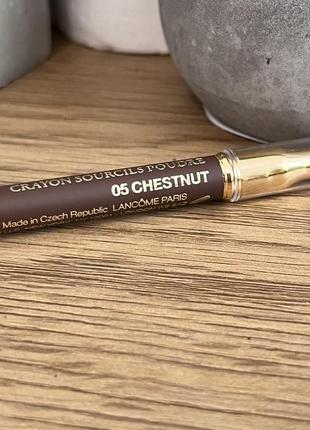 CRAYON SOURCILS POUDRE
05 CHESTNUT
Made in Czech Republic LANCÔME PARIS